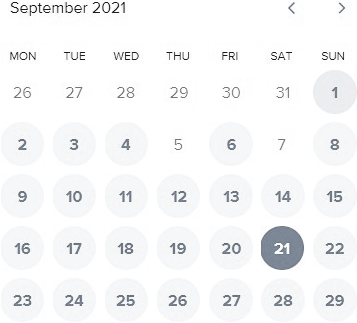 September 2021
MON TUE WED THU FRI SAT SUN
26 27 28 29 30 31 1
2 3 4 5 6 7 8
9 10 11 12 13 14 15
16 17 18 19 20 21 22
23 24 25 26 27 28 29